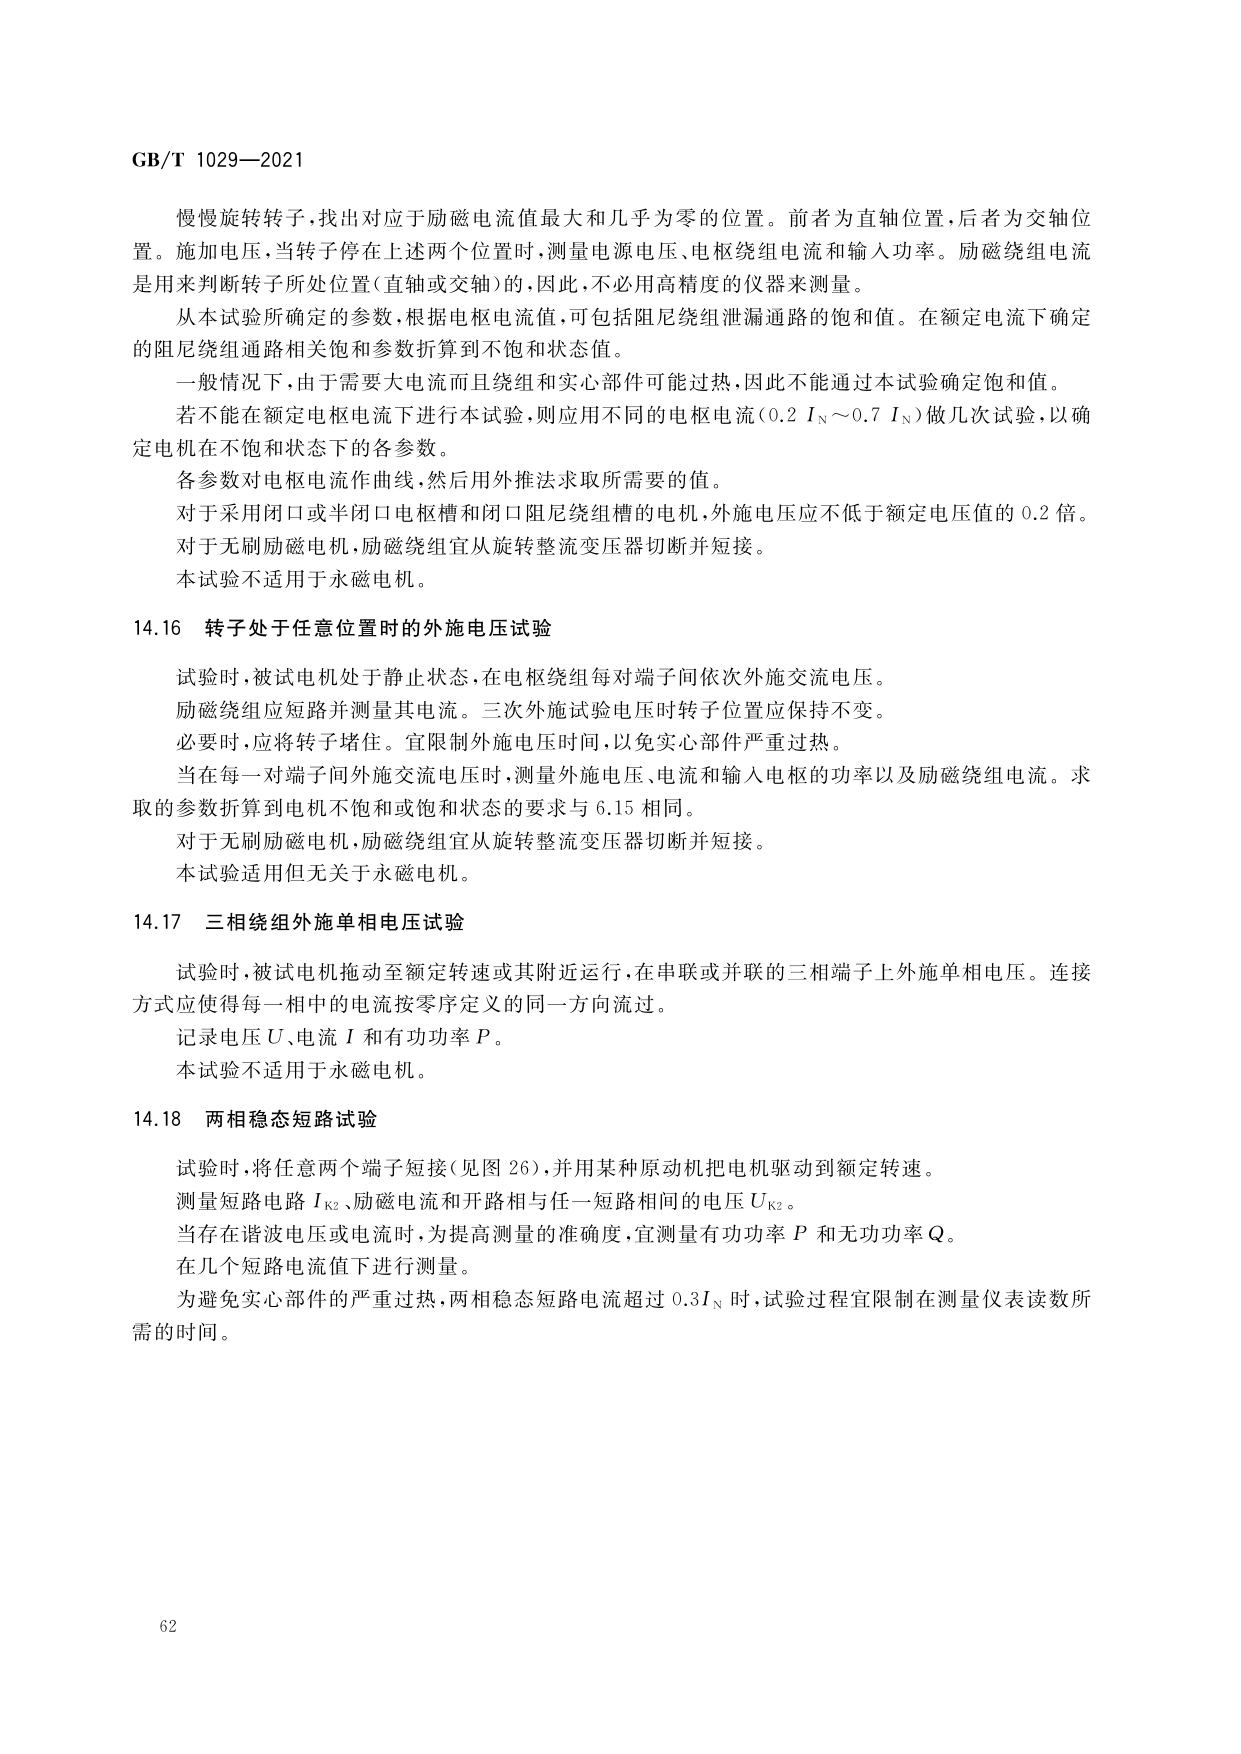 GB/T 1029—2021
慢慢旋转转子,找出对应于励磁电流值最大和几乎为零的位置。前者为直轴位置,后者为交轴位
置。施加电压,当转子停在上述两个位置时,测量电源电压、电枢绕组电流和输入功率。励磁绕组电流
是用来判断转子所处位置(直轴或交轴)的,因此,不必用高精度的仪器来测量。
从本试验所确定的参数,根据电枢电流值,可包括阻尼绕组泄漏通路的饱和值。在额定电流下确定
的阻尼绕组通路相关饱和参数折算到不饱和状态值。
一般情况下,由于需要大电流而且绕组和实心部件可能过热,因此不能通过本试验确定饱和值。
若不能在额定电枢电流下进行本试验,则应用不同的电枢电流(0.2 I_N～0.7 I_N)做几次试验,以确
定电机在不饱和状态下的各参数。
各参数对电枢电流作曲线,然后用外推法求取所需要的值。
对于采用闭口或半闭口电枢槽和闭口阻尼绕组槽的电机,外施电压应不低于额定电压值的 0.2 倍。
对于无刷励磁电机,励磁绕组宜从旋转整流变压器切断并短接。
本试验不适用于永磁电机。
14.16 转子处于任意位置时的外施电压试验
试验时,被试电机处于静止状态,在电枢绕组每对端子间依次外施交流电压。
励磁绕组应短路并测量其电流。三次外施试验电压时转子位置应保持不变。
必要时,应将转子堵住。宜限制外施电压时间,以免实心部件严重过热。
当在每一对端子间外施交流电压时,测量外施电压、电流和输入电枢的功率以及励磁绕组电流。求
取的参数折算到电机不饱和或饱和状态的要求与 6.15 相同。
对于无刷励磁电机,励磁绕组宜从旋转整流变压器切断并短接。
本试验适用但无关于永磁电机。
14.17 三相绕组外施单相电压试验
试验时,被试电机拖动至额定转速或其附近运行,在串联或并联的三相端子上外施单相电压。连接
方式应使得每一相中的电流按零序定义的同一方向流过。
记录电压 U、电流 I 和有功功率 P。
本试验不适用于永磁电机。
14.18 两相稳态短路试验
试验时,将任意两个端子短接(见图 26),并用某种原动机把电机驱动到额定转速。
测量短路电路 I_K2、励磁电流和开路相与任一短路相间的电压 U_K2。
当存在谐波电压或电流时,为提高测量的准确度,宜测量有功功率 P 和无功功率 Q。
在几个短路电流值下进行测量。
为避免实心部件的严重过热,两相稳态短路电流超过 0.3I_N 时,试验过程宜限制在测量仪表读数所
需的时间。
62